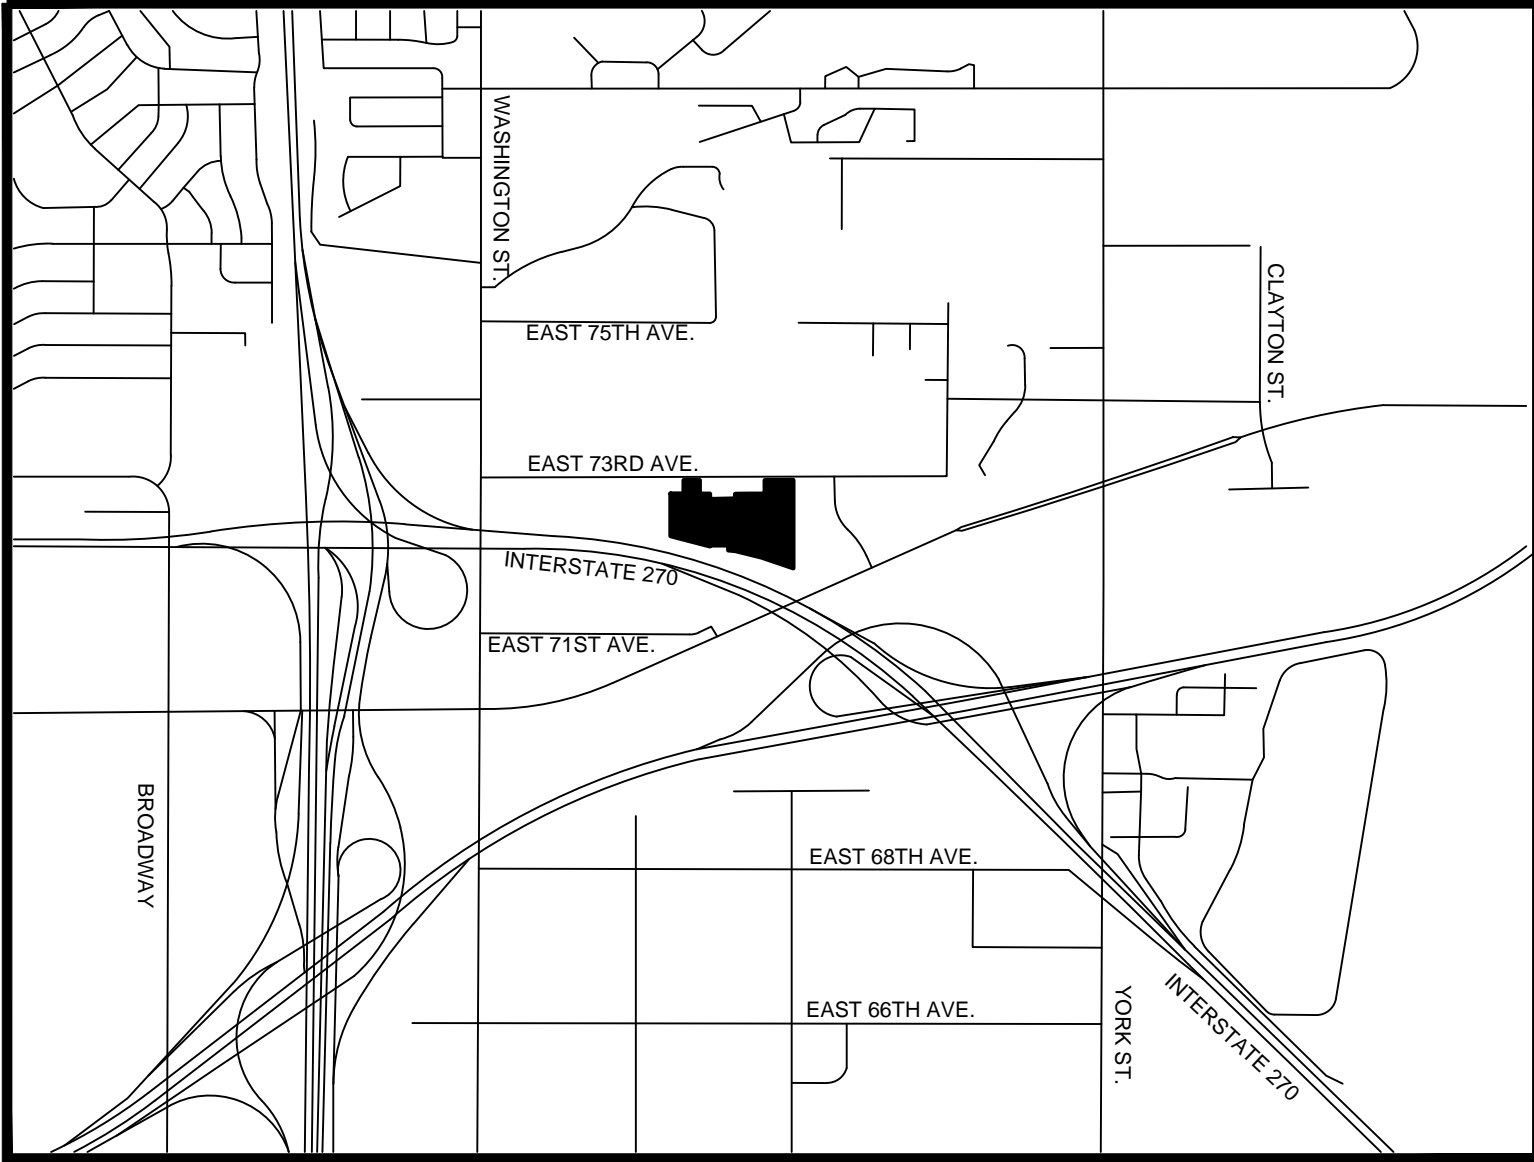 WASHINGTON ST.
CLAYTON ST.
EAST 75TH AVE.
EAST 73RD AVE.
INTERSTATE 270
EAST 71ST AVE.
BROADWAY
EAST 68TH AVE.
EAST 66TH AVE.
YORK ST.
INTERSTATE 270